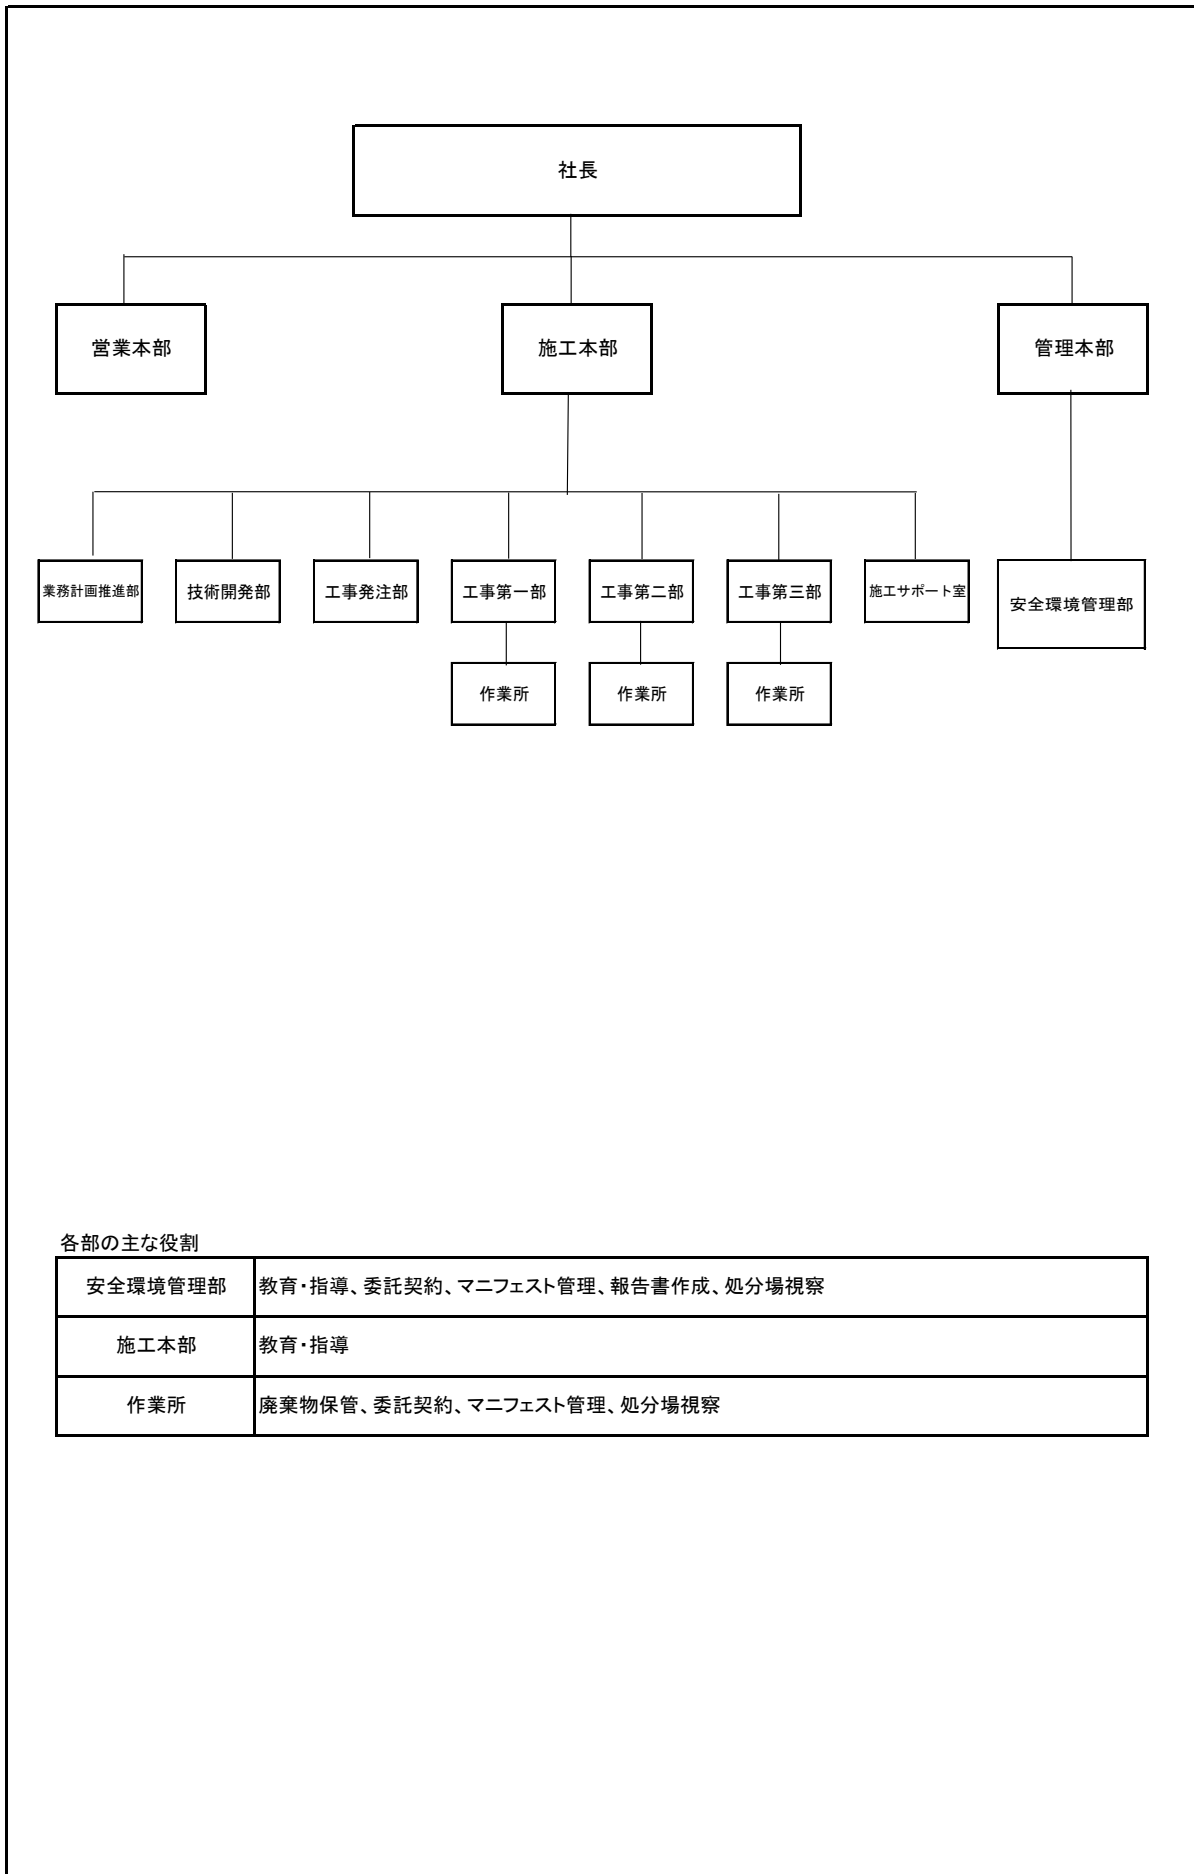 社長
営業本部
施工本部
管理本部
業務計画推進部
技術開発部
工事発注部
工事第一部
工事第二部
工事第三部
施工サポート室
安全環境管理部
作業所
作業所
作業所
各部の主な役割
安全環境管理部 教育・指導、委託契約、マニフェスト管理、報告書作成、処分場視察
施工本部 教育・指導
作業所 廃棄物保管、委託契約、マニフェスト管理、処分場視察